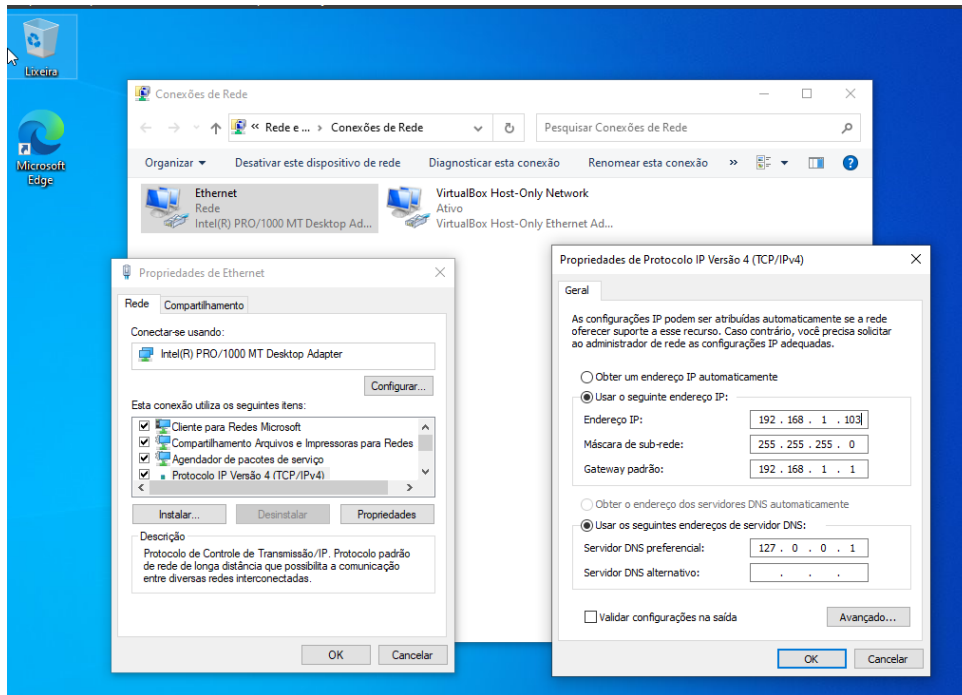 Lixeira
Microsoft
Edge
Conexões de Rede
« Rede e ... › Conexões de Rede
Pesquisar Conexões de Rede
Organizar Desativar este dispositivo de rede Diagnosticar esta conexão Renomear esta conexão »
Ethernet
Rede
Intel(R) PRO/1000 MT Desktop Ad...
VirtualBox Host-Only Network
Ativo
VirtualBox Host-Only Ethernet Ad...
Propriedades de Ethernet
Rede Compartilhamento
Conectar-se usando:
Intel(R) PRO/1000 MT Desktop Adapter
Configurar...
Esta conexão utiliza os seguintes itens:
Cliente para Redes Microsoft
Compartilhamento Arquivos e Impressoras para Redes
Agendador de pacotes de serviço
Protocolo IP Versão 4 (TCP/IPv4)
Instalar... Desinstalar Propriedades
Descrição
Protocolo de Controle de Transmissão/IP. Protocolo padrão
de rede de longa distância que possibilita a comunicação
entre diversas redes interconectadas.
OK Cancelar
Propriedades de Protocolo IP Versão 4 (TCP/IPv4)
Geral
As configurações IP podem ser atribuídas automaticamente se a rede
oferecer suporte a esse recurso. Caso contrário, você precisa solicitar
ao administrador de rede as configurações IP adequadas.
Obter um endereço IP automaticamente
Usar o seguinte endereço IP:
Endereço IP: 192 . 168 . 1 . 103
Máscara de sub-rede: 255 . 255 . 255 . 0
Gateway padrão: 192 . 168 . 1 . 1
Obter o endereço dos servidores DNS automaticamente
Usar os seguintes endereços de servidor DNS:
Servidor DNS preferencial: 127 . 0 . 0 . 1
Servidor DNS alternativo: . . .
Validar configurações na saída
Avançado...
OK Cancelar